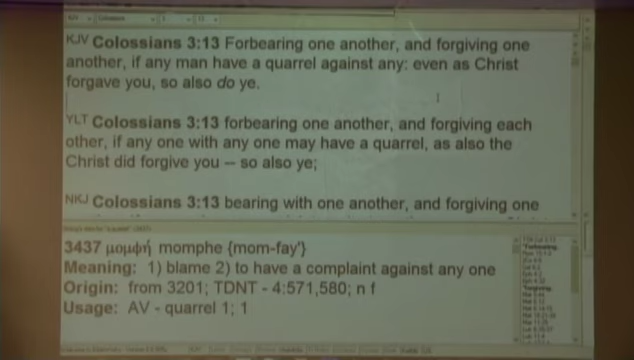 KJV Colossians 3:13 Forbearing one another, and forgiving one
another, if any man have a quarrel against any: even as Christ
forgave you, so also do ye.
YLT Colossians 3:13 forbearing one another, and forgiving each
other, if any one with any one may have a quarrel, as also the
Christ did forgive you -- so also ye;
NKJ Colossians 3:13 bearing with one another, and forgiving one
3437 μομφή momphe {mom-fay'}
Meaning: 1) blame 2) to have a complaint against any one
Origin: from 3201; TDNT - 4:571,580; n f
Usage: AV - quarrel 1; 1